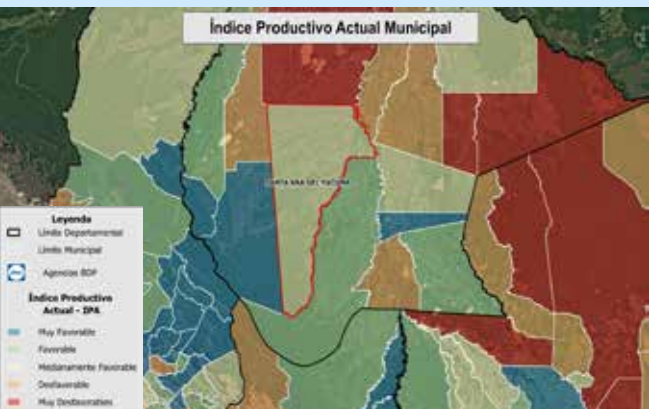 Índice Productivo Actual Municipal
SANTA ANA DEL YACUMA
Leyenda
Límite Departamental
Límite Municipal
Agencias BDP
Índice Productivo
Actual - IPA
Muy Favorable
Favorable
Medianamente Favorable
Desfavorable
Muy Desfavorable